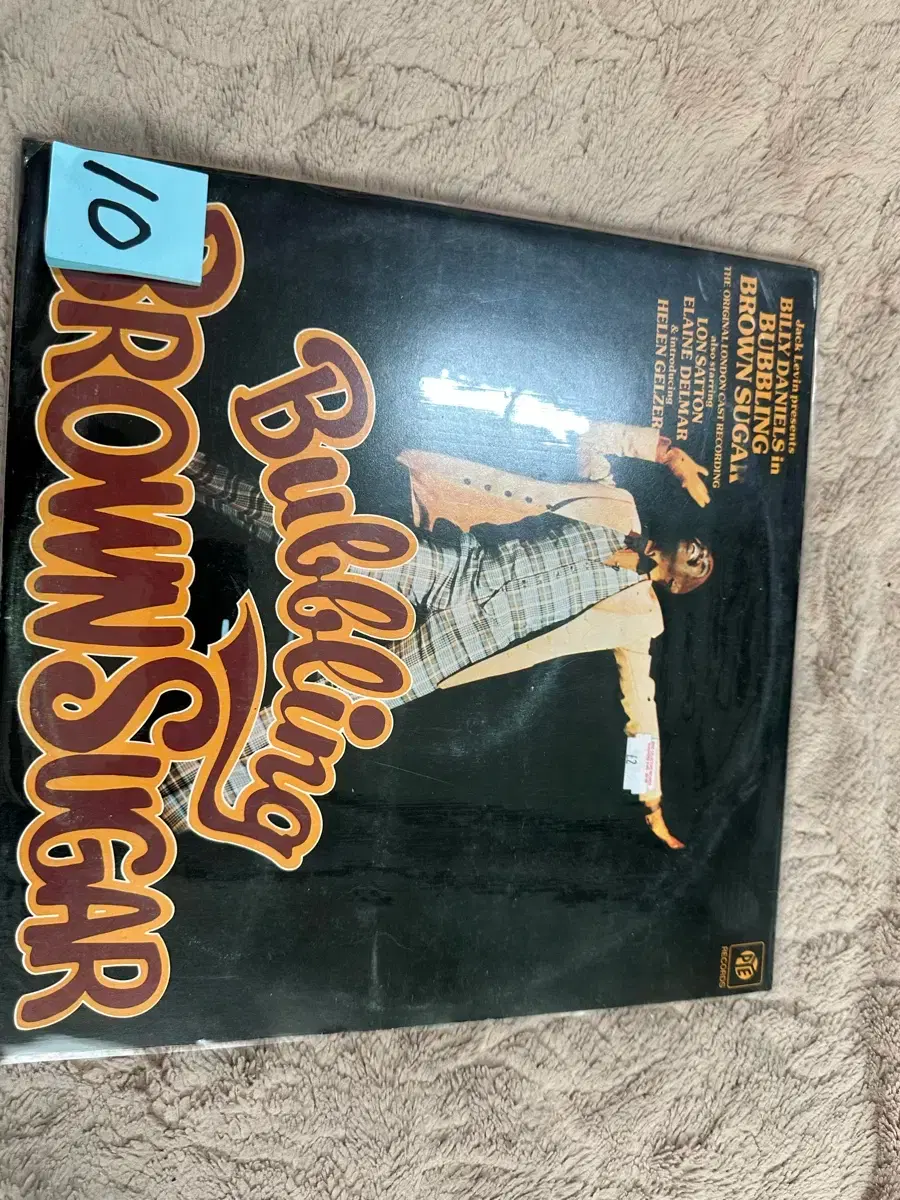 10
Jack Levin presents
BILLY DANIELS in
BUBBLING
BROWN SUGAR
THE ORIGINAL LONDON CAST RECORDING
also starring
LON SATTON
ELAINE DELMAR
& introducing
HELEN GELZER
Bubbling
BROWN SUGAR
£2
PYE
RECORDS